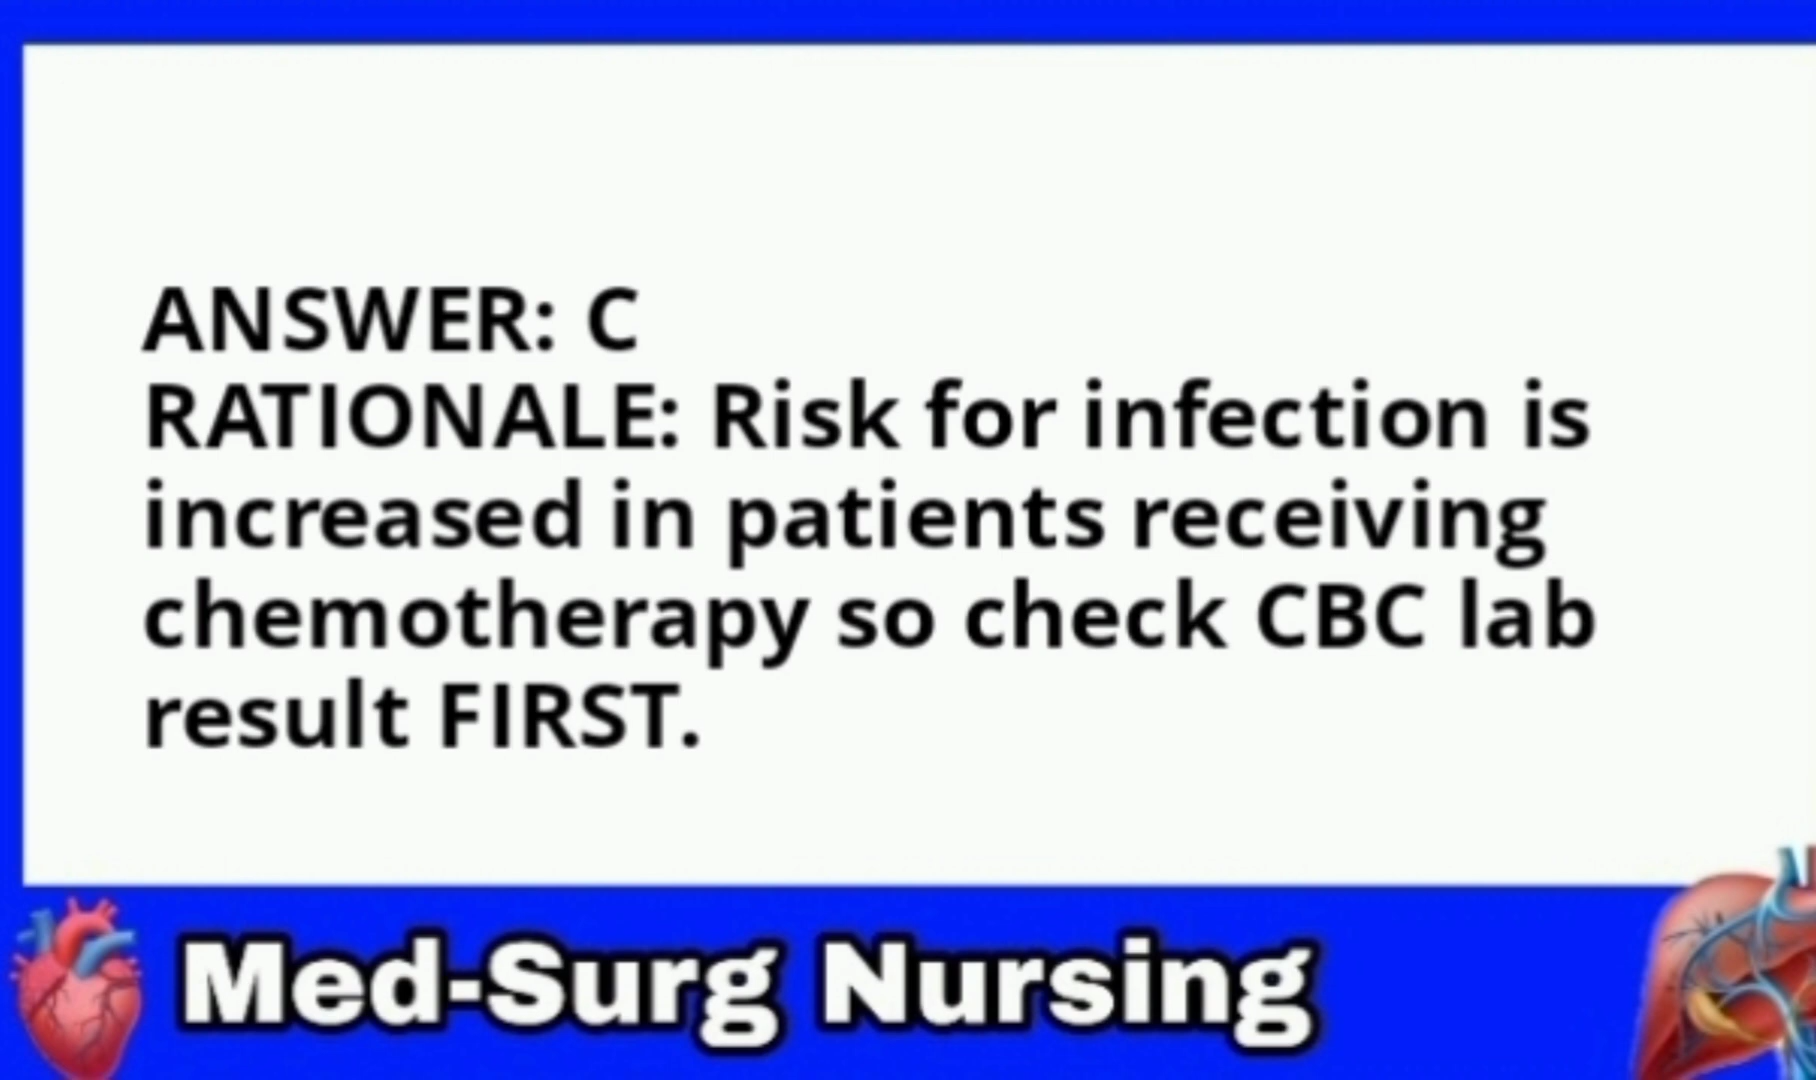 ANSWER: C
RATIONALE: Risk for infection is
increased in patients receiving
chemotherapy so check CBC lab
result FIRST.
Med-Surg Nursing